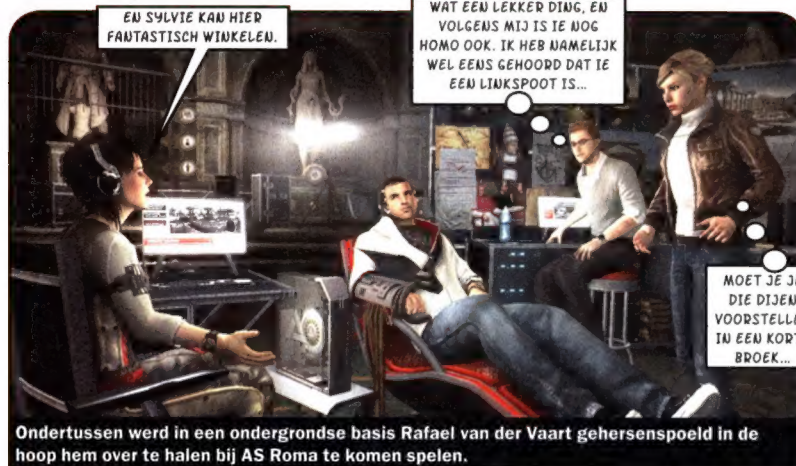 EN SYLVIE KAN HIER
FANTASTISCH WINKELEN.
WAT EEN LEKKER DING, EN
VOLGENS MIJ IS IE NOG
HOMO OOK. IK HEB NAMELIJK
WEL EENS GEHOORD DAT IE
EEN LINKSPOOT IS...
MOET JE JE
DIE DIJEN
IN EEN KORT
BROEK...
Ondertussen werd in een ondergrondse basis Rafael van der Vaart gehersenspoeld in de
hoop hem over te halen bij AS Roma te komen spelen.